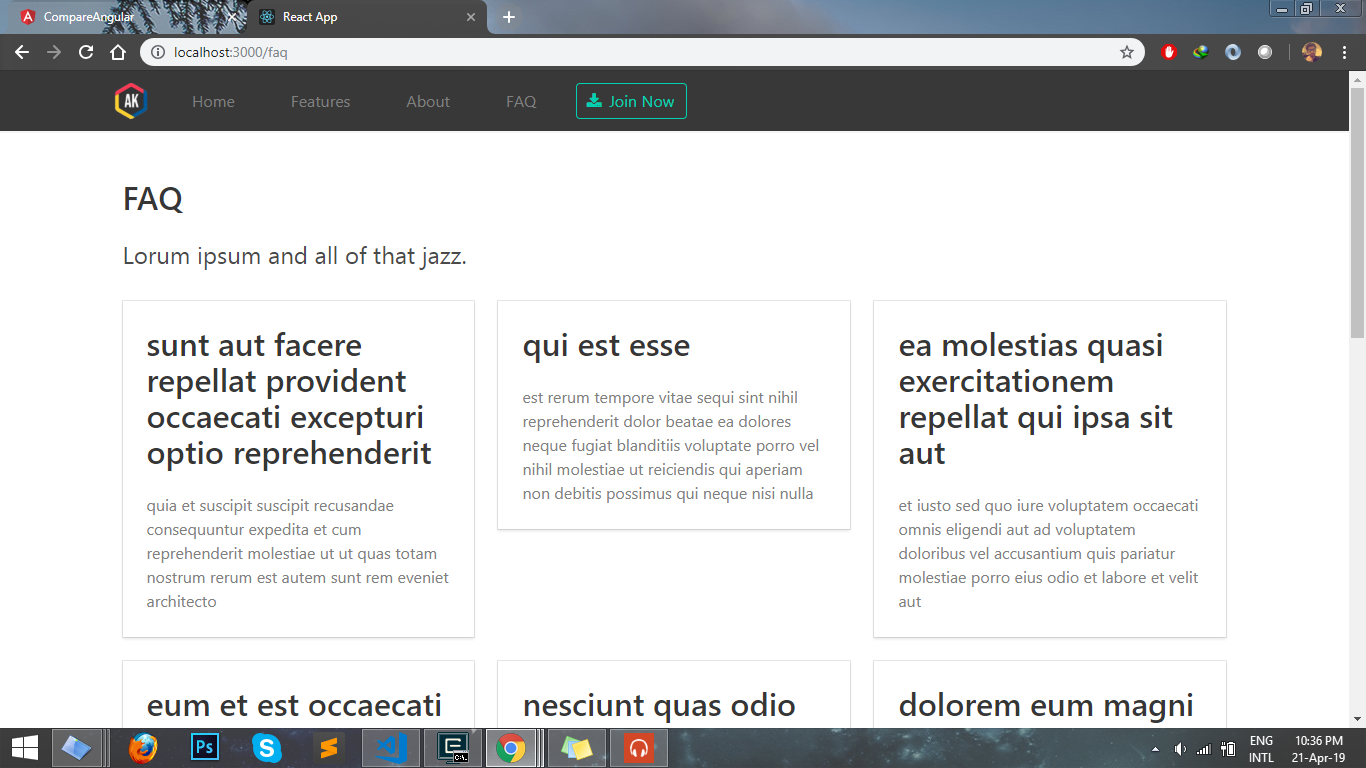 CompareAngular
React App
localhost:3000/faq
AK
Home
Features
About
FAQ
Join Now
FAQ
Lorum ipsum and all of that jazz.
sunt aut facere
repellat provident
occaecati excepturi
optio reprehenderit
quia et suscipit suscipit recusandae
consequuntur expedita et cum
reprehenderit molestiae ut ut quas totam
nostrum rerum est autem sunt rem eveniet
architecto
qui est esse
est rerum tempore vitae sequi sint nihil
reprehenderit dolor beatae ea dolores
neque fugiat blanditiis voluptate porro vel
nihil molestiae ut reiciendis qui aperiam
non debitis possimus qui neque nisi nulla
ea molestias quasi
exercitationem
repellat qui ipsa sit
aut
et iusto sed quo iure voluptatem occaecati
omnis eligendi aut ad voluptatem
doloribus vel accusantium quis pariatur
molestiae porro eius odio et labore et velit
aut
eum et est occaecati
nesciunt quas odio
dolorem eum magni
Ps
C:\.
ENG
INTL
10:36 PM
21-Apr-19